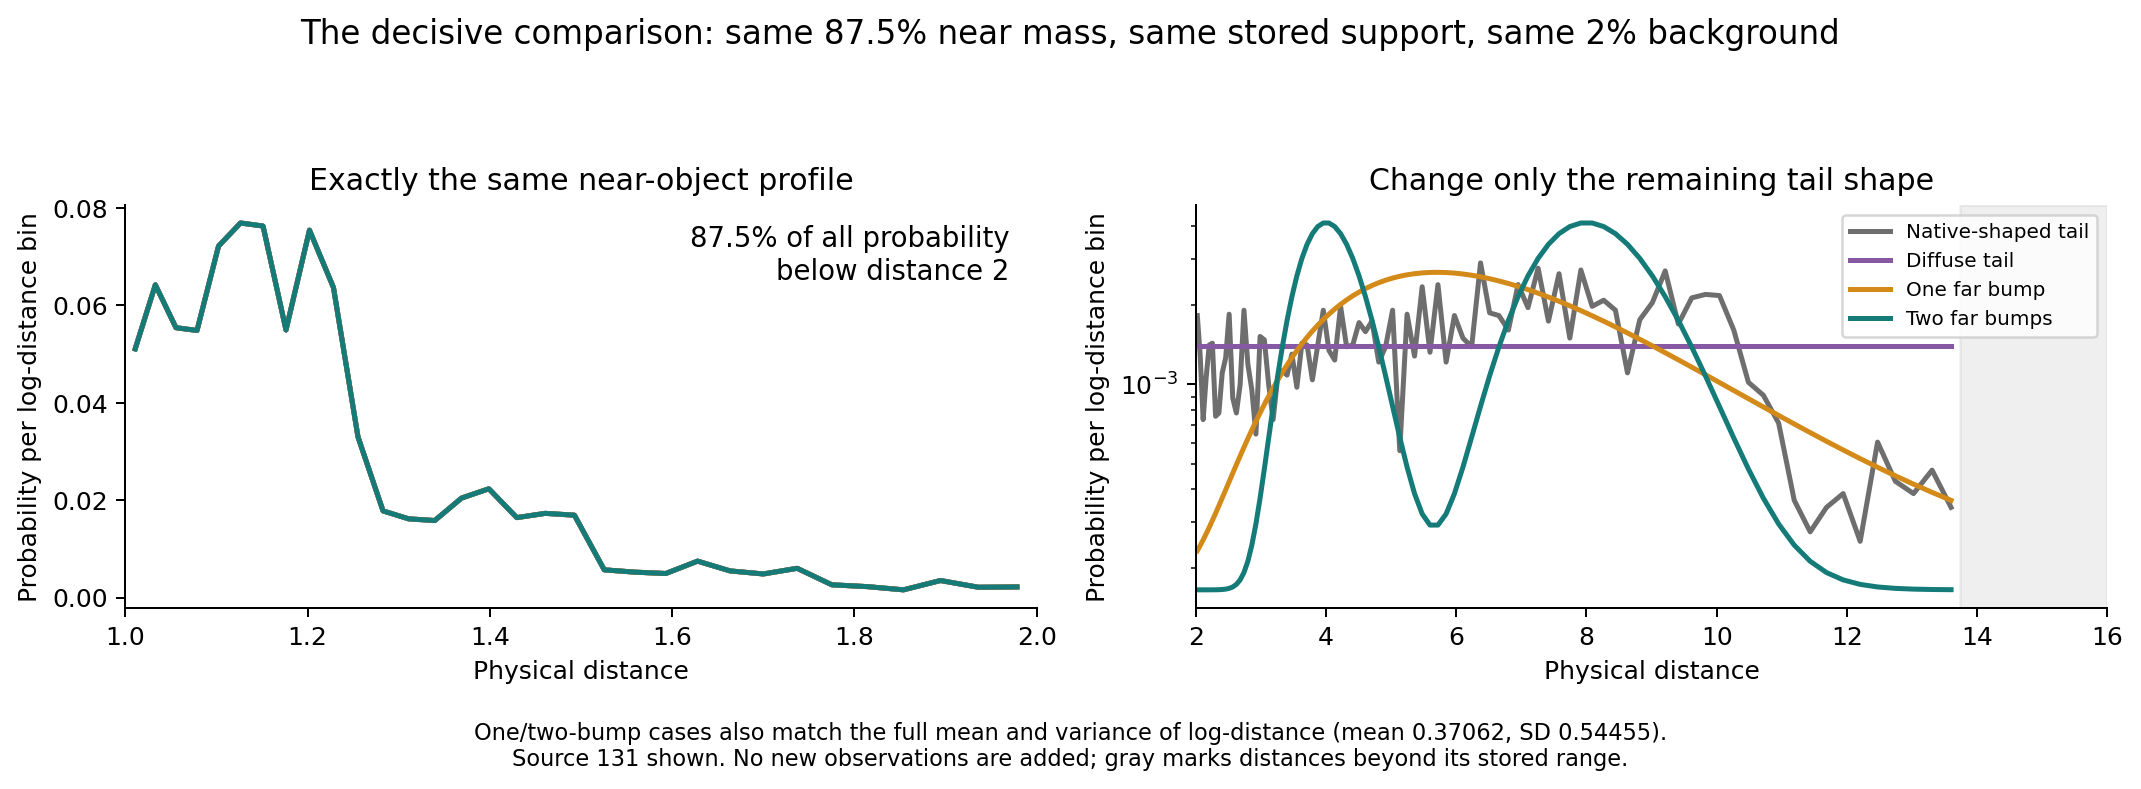 The decisive comparison: same 87.5% near mass, same stored support, same 2% background
Exactly the same near-object profile
Probability per log-distance bin
0.08
0.06
0.04
0.02
0.00
87.5% of all probability
below distance 2
1.0 1.2 1.4 1.6 1.8 2.0
Physical distance
Change only the remaining tail shape
Probability per log-distance bin
10⁻³
Native-shaped tail
Diffuse tail
One far bump
Two far bumps
2 4 6 8 10 12 14 16
Physical distance
One/two-bump cases also match the full mean and variance of log-distance (mean 0.37062, SD 0.54455).
Source 131 shown. No new observations are added; gray marks distances beyond its stored range.